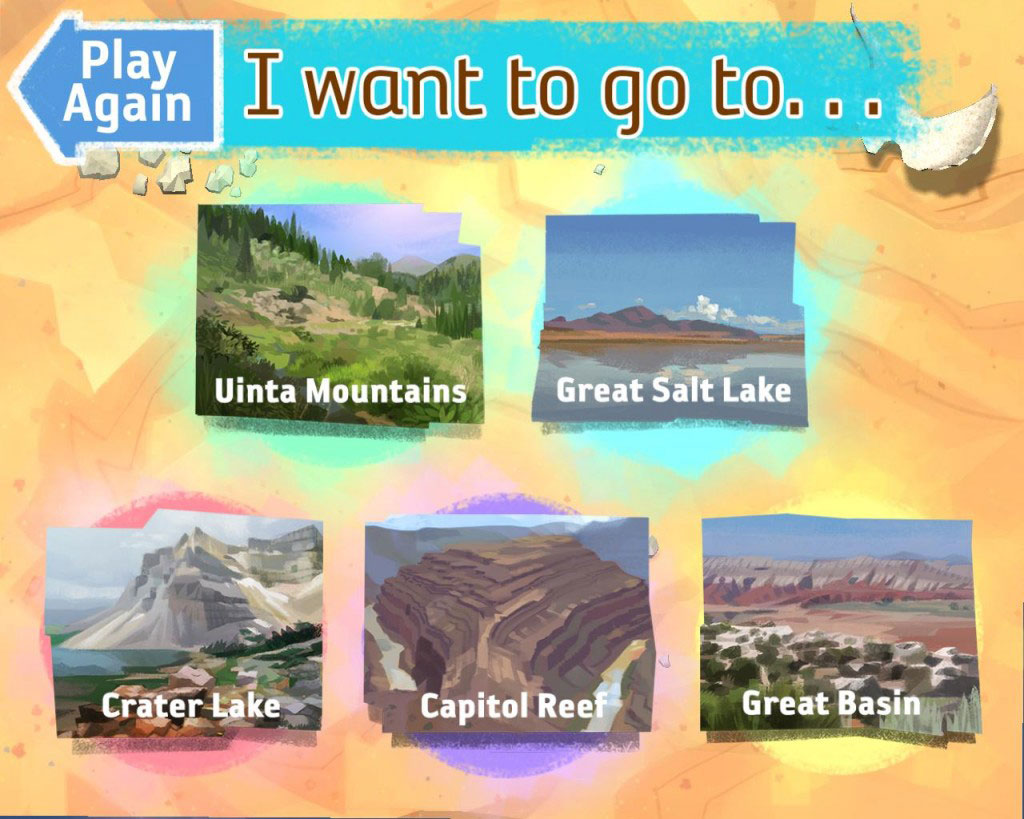 Play
Again
I want to go to. . .
Uinta Mountains
Great Salt Lake
Crater Lake
Capitol Reef
Great Basin